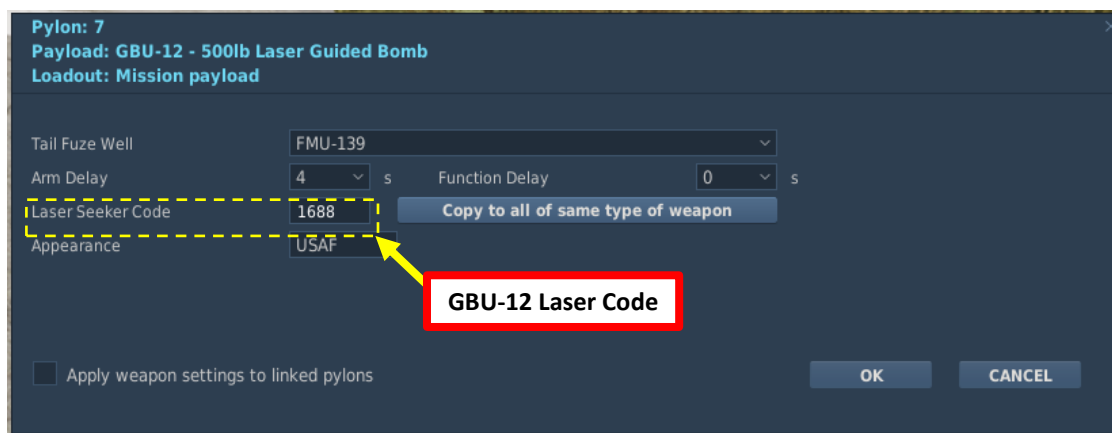 Pylon: 7
Payload: GBU-12 - 500lb Laser Guided Bomb
Loadout: Mission payload
Tail Fuze Well FMU-139
Arm Delay 4 s Function Delay 0 s
Laser Seeker Code 1688 Copy to all of same type of weapon
Appearance USAF
GBU-12 Laser Code
Apply weapon settings to linked pylons OK CANCEL